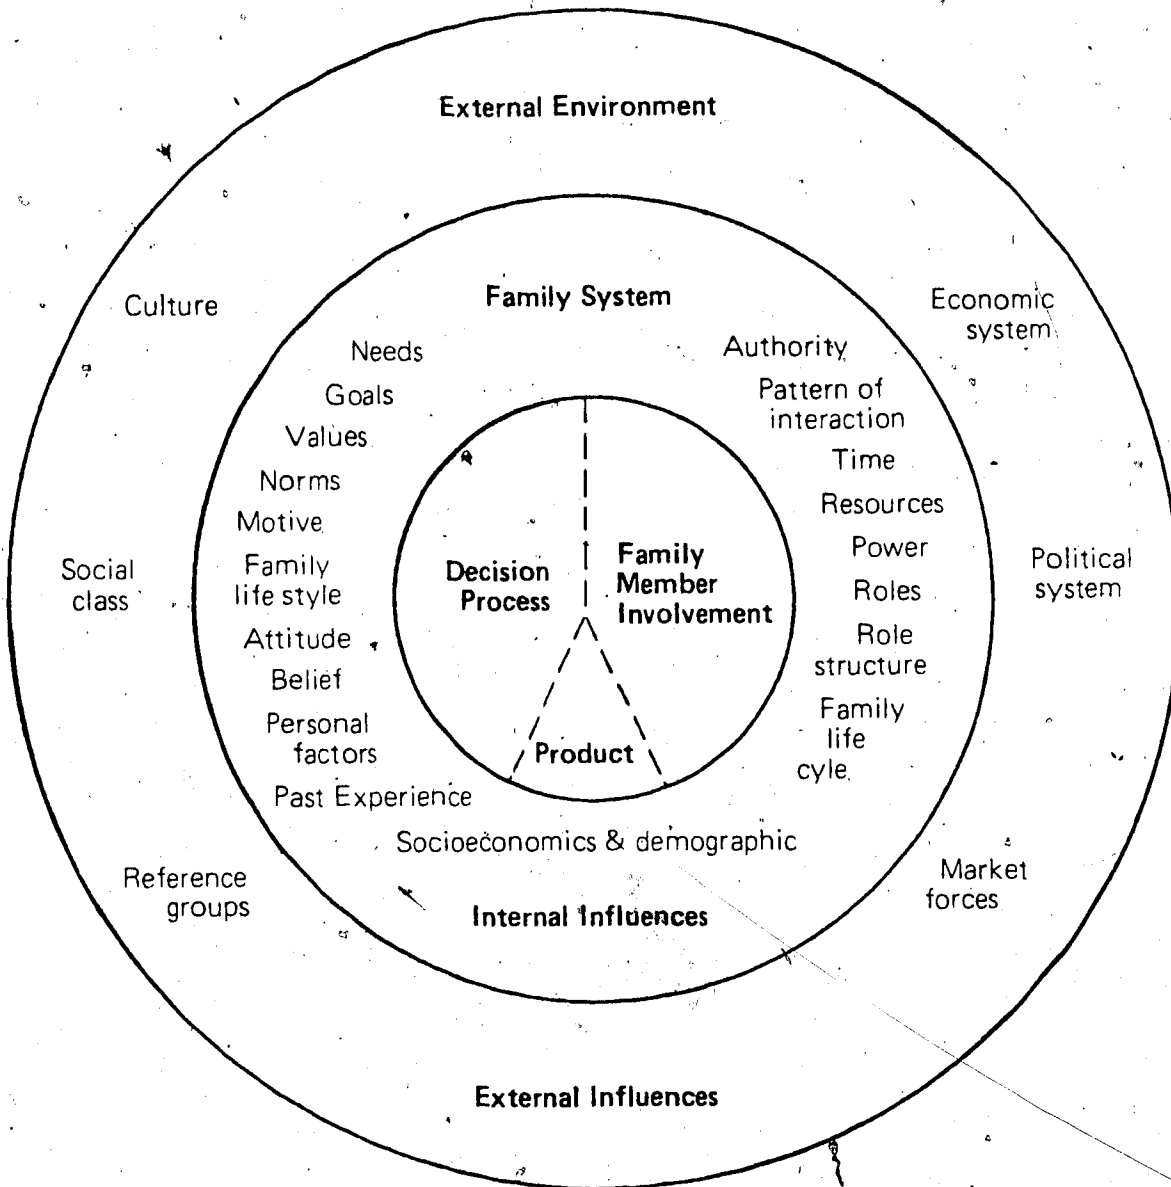 External Environment
Culture
Economic
system
Social
class
Political
system
Reference
groups
Market
forces
External Influences
Family System
Needs
Goals
Values
Norms
Motive
Family
life style
Attitude
Belief
Personal
factors
Past Experience
Authority
Pattern of
interaction
Time
Resources
Power
Roles
Role
structure
Family
life
cyle
Socioeconomics & demographic
Internal Influences
Decision
Process
Family
Member
Involvement
Product